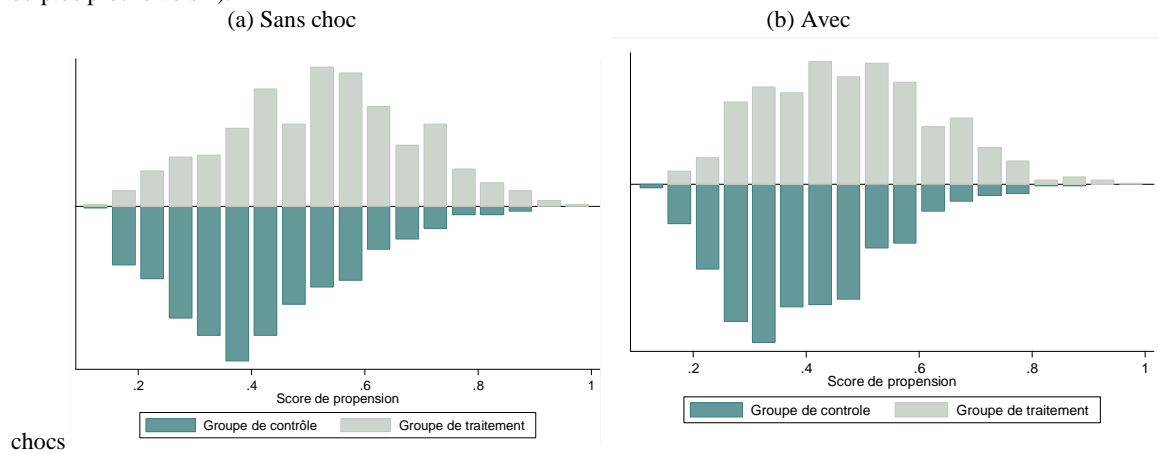 (a) Sans choc
(b) Avec
.2 .4 .6 .8 1
Score de propension
Groupe de contrôle Groupe de traitement
.2 .4 .6 .8 1
Score de propension
Groupe de controle Groupe de traitement
chocs